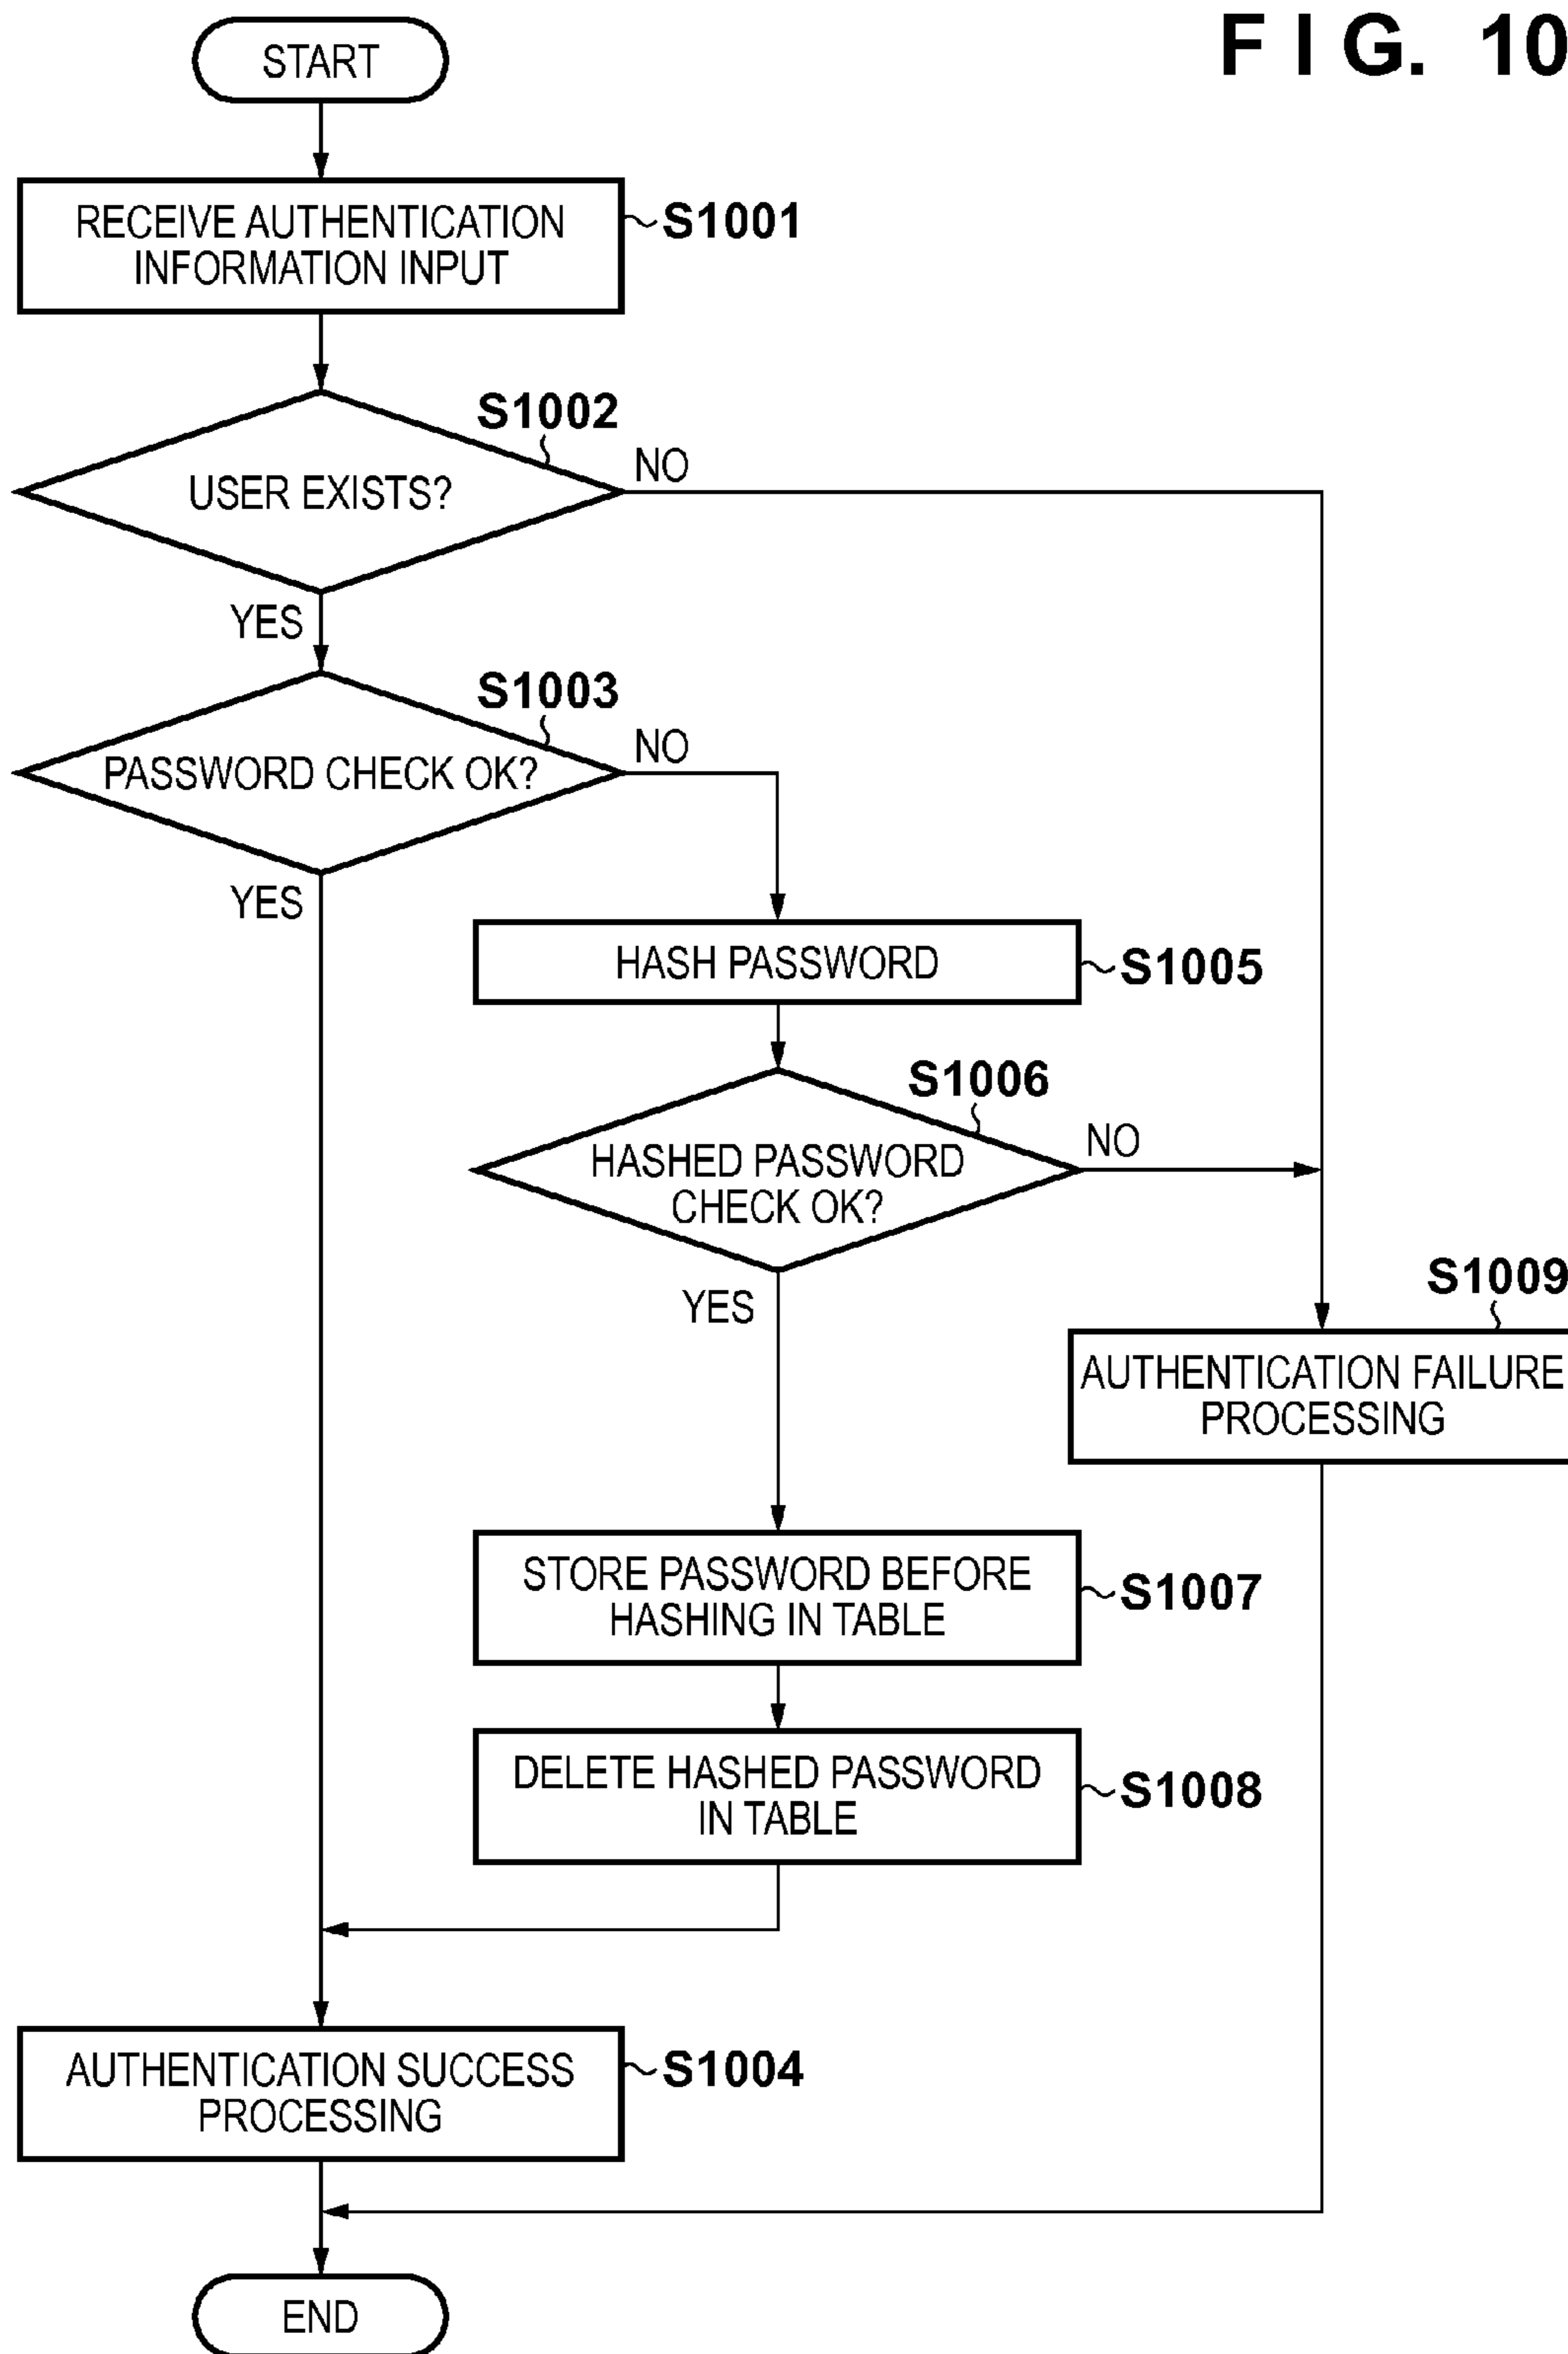 F I G. 10
START
RECEIVE AUTHENTICATION
INFORMATION INPUT
S1001
S1002
USER EXISTS?
NO
YES
S1003
PASSWORD CHECK OK?
NO
YES
HASH PASSWORD
S1005
S1006
HASHED PASSWORD
CHECK OK?
NO
YES
S1009
AUTHENTICATION FAILURE
PROCESSING
STORE PASSWORD BEFORE
HASHING IN TABLE
S1007
DELETE HASHED PASSWORD
IN TABLE
S1008
AUTHENTICATION SUCCESS
PROCESSING
S1004
END